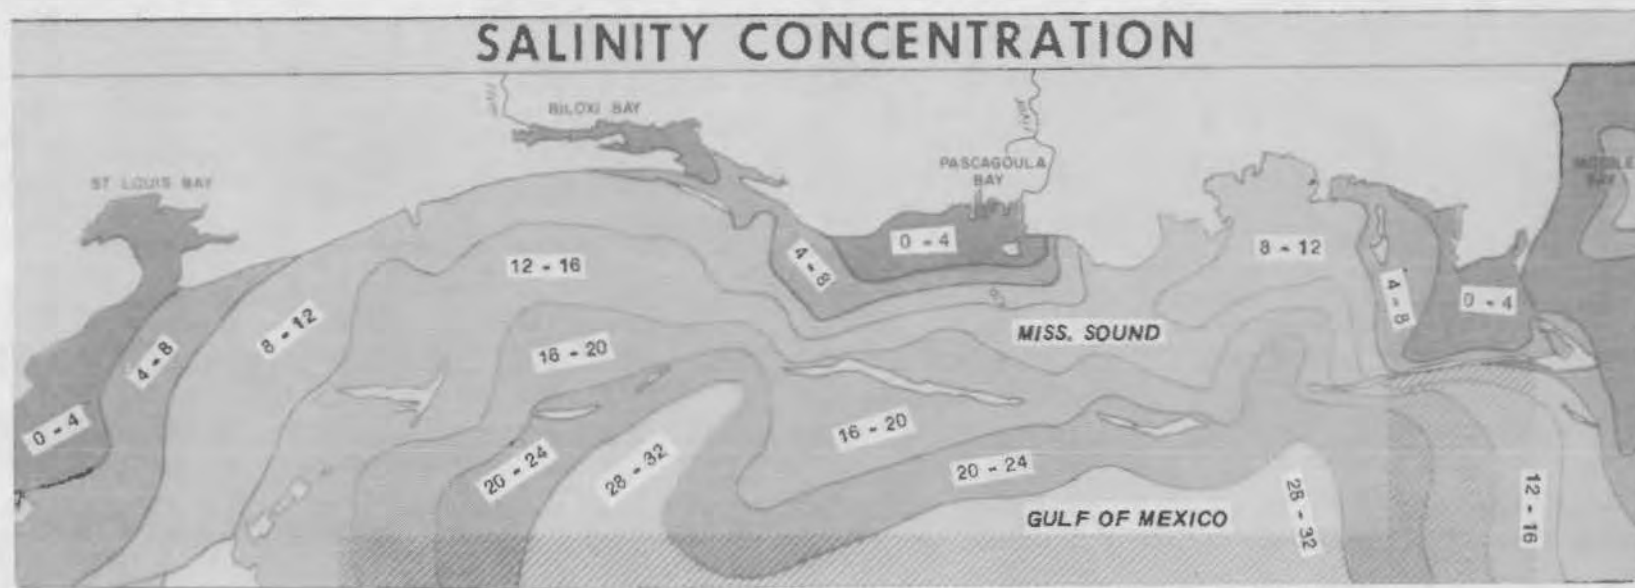 SALINITY CONCENTRATION
BILOXI BAY
PASCAGOULA
BAY
ST LOUIS BAY
MOBILE
BAY
0 - 4
8 - 12
12 - 16
4 - 8
4 - 8
0 - 4
8 - 12
MISS. SOUND
4 - 8
16 - 20
0 - 4
16 - 20
20 - 24
28 - 32
20 - 24
28 - 32
12 - 16
GULF OF MEXICO